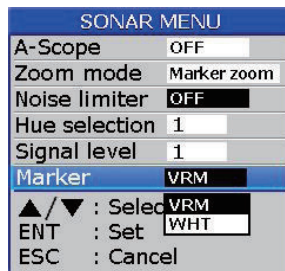 SONAR MENU
A-Scope OFF
Zoom mode Marker zoom
Noise limiter OFF
Hue selection 1
Signal level 1
Marker VRM
▲/▼ : Selec VRM
ENT : Set WHT
ESC : Cancel